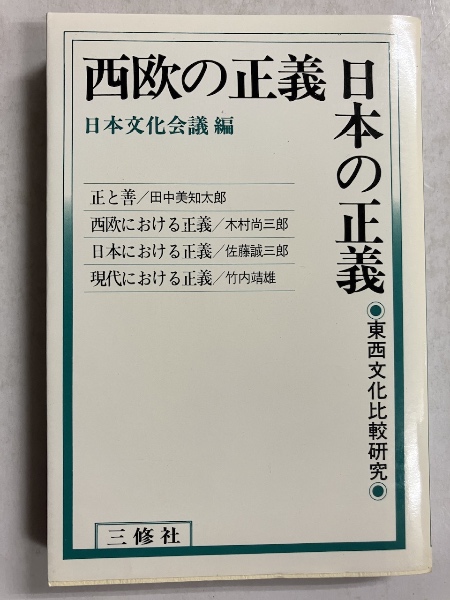 西欧の正義
日本の正義
日本文化会議 編
正と善/田中美知太郎
西欧における正義/木村尚三郎
日本における正義/佐藤誠三郎
現代における正義/竹内靖雄
東西文化比較研究
三修社